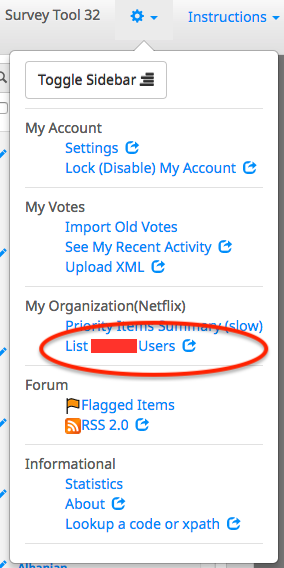 Survey Tool 32
Instructions
Toggle Sidebar
My Account
Settings
Lock (Disable) My Account
My Votes
Import Old Votes
See My Recent Activity
Upload XML
My Organization(Netflix)
Priority Items Summary (slow)
List Users
Forum
Flagged Items
RSS 2.0
Informational
Statistics
About
Lookup a code or xpath
Albanian